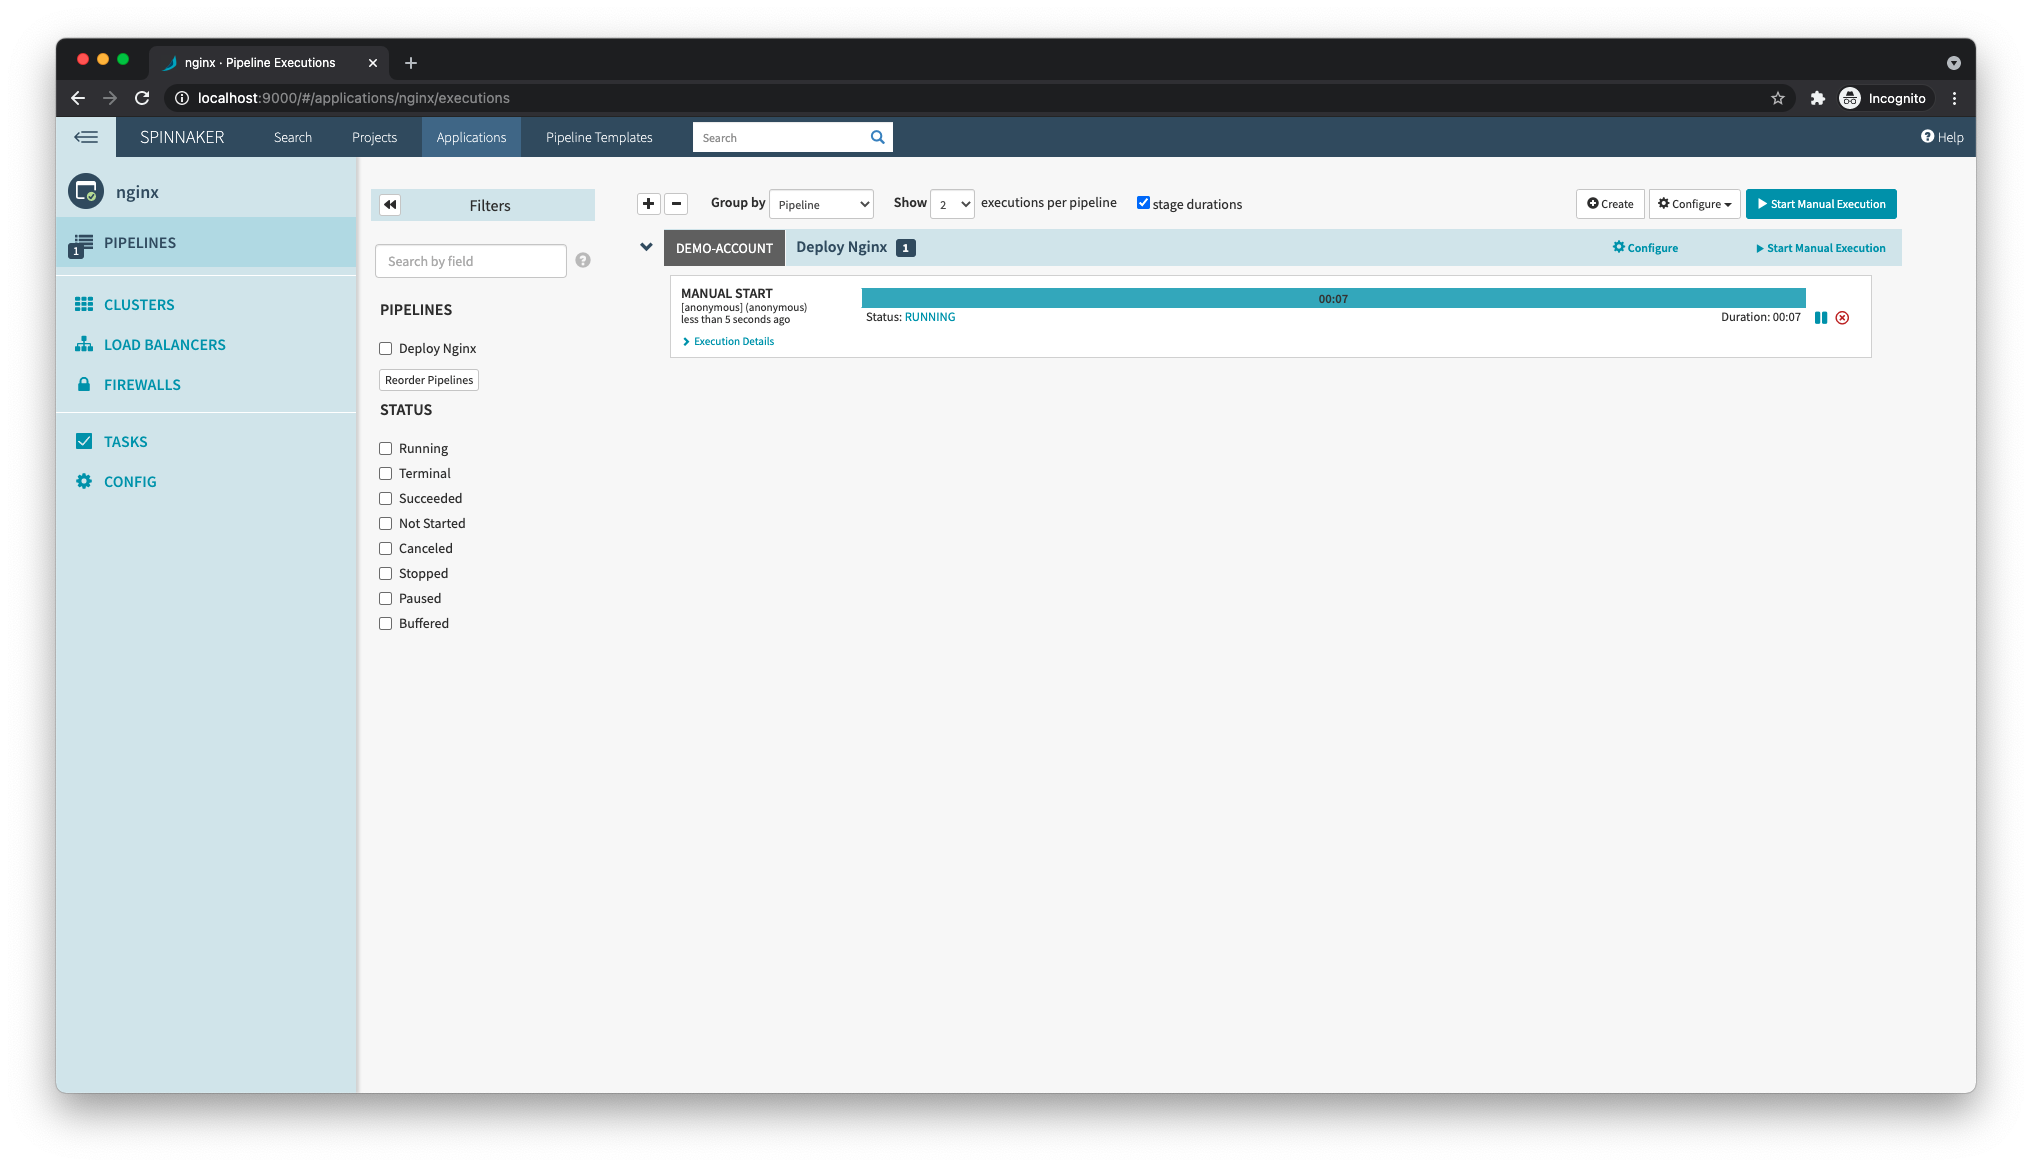 nginx · Pipeline Executions
localhost:9000/#/applications/nginx/executions
Incognito
SPINNAKER Search Projects Applications Pipeline Templates Search Help
nginx
1 PIPELINES
CLUSTERS
LOAD BALANCERS
FIREWALLS
TASKS
CONFIG
Filters
Search by field
PIPELINES
Deploy Nginx
Reorder Pipelines
STATUS
Running
Terminal
Succeeded
Not Started
Canceled
Stopped
Paused
Buffered
Group by Pipeline Show 2 executions per pipeline stage durations
Create Configure Start Manual Execution
DEMO-ACCOUNT Deploy Nginx 1 Configure Start Manual Execution
MANUAL START
[anonymous] (anonymous)
less than 5 seconds ago
Execution Details
00:07
Status: RUNNING Duration: 00:07